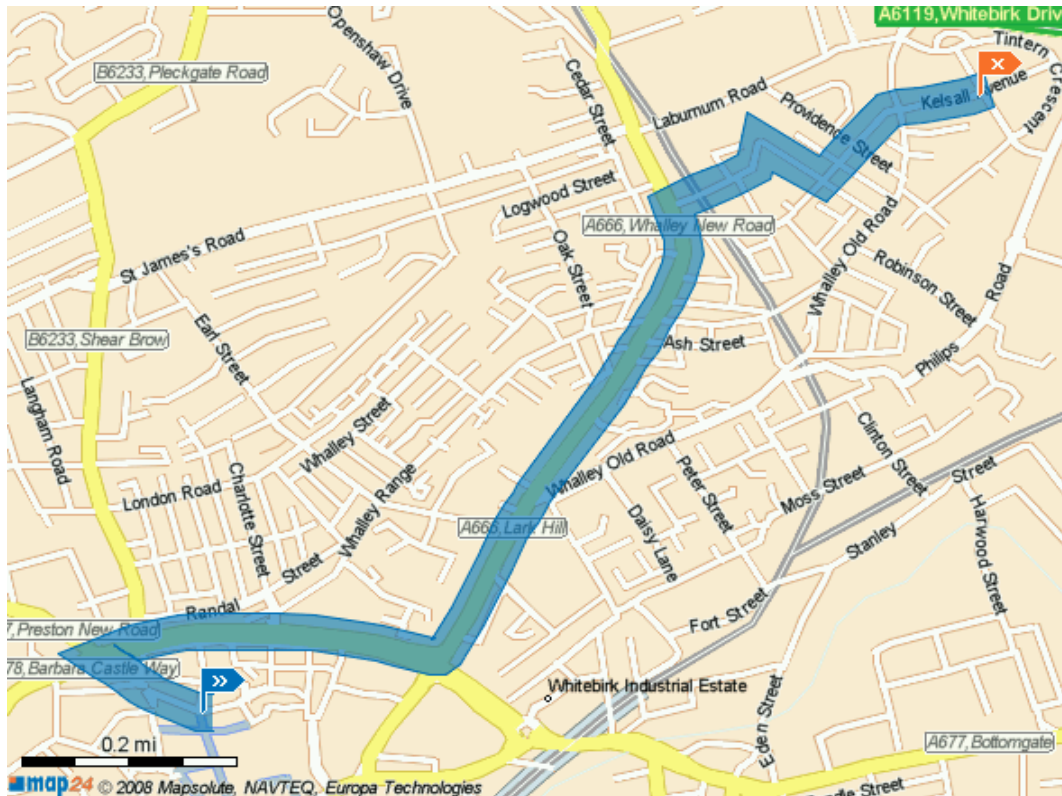 A6119,Whitebirk Driv
Openshaw Drive
Tintern Crescent
B6233,Pleckgate Road
Cedar Street
Laburnum Road
Kelsall Avenue
Providence Street
Logwood Street
A666,Whalley New Road
St James's Road
Oak Street
Whalley Old Road
Robinson Street
Road
Earl Street
B6233,Shear Brow
Ash Street
Philips
Langham Road
Whalley Street
Clinton Street
Whalley Old Road
Peter Street
Whalley Range
London Road
Charlotte Street
Moss Street
Street
A666,Lark Hill
Daisy Lane
Stanley
Harwood Street
Street
Randal
Fort Street
7,Preston New Road
78,Barbara Castle Way
Whitebirk Industrial Estate
Eden Street
0.2 mi
A677,Bottomgate
map24 © 2008 Mapsolute, NAVTEQ, Europa Technologies
Street